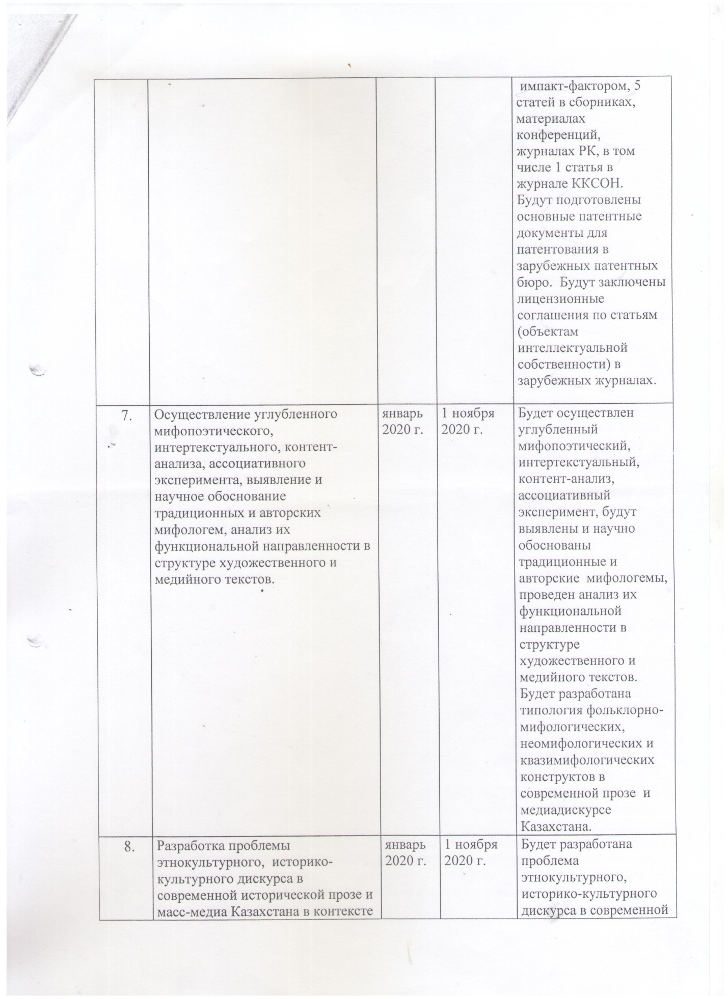 импакт-фактором, 5
статей в сборниках,
материалах
конференций,
журналах РК, в том
числе 1 статья в
журнале ККСОН.
Будут подготовлены
основные патентные
документы для
патентования в
зарубежных патентных
бюро. Будут заключены
лицензионные
соглашения по статьям
(объектам
интеллектуальной
собственности) в
зарубежных журналах.
7.
Осуществление углубленного
мифопоэтического,
интертекстуального, контент-
анализа, ассоциативного
эксперимента, выявление и
научное обоснование
традиционных и авторских
мифологем, анализ их
функциональной направленности в
структуре художественного и
медийного текстов.
январь
2020 г.
1 ноября
2020 г.
Будет осуществлен
углубленный
мифопоэтический,
интертекстуальный,
контент-анализ,
ассоциативный
эксперимент, будут
выявлены и научно
обоснованы
традиционные и
авторские мифологемы,
проведен анализ их
функциональной
направленности в
структуре
художественного и
медийного текстов.
Будет разработана
типология фольклорно-
мифологических,
неомифологических и
квазимифологических
конструктов в
современной прозе и
медиадискурсе
Казахстана.
8.
Разработка проблемы
этнокультурного, историко-
культурного дискурса в
современной исторической прозе и
масс-медиа Казахстана в контексте
январь
2020 г.
1 ноября
2020 г.
Будет разработана
проблема
этнокультурного,
историко-культурного
дискурса в современной